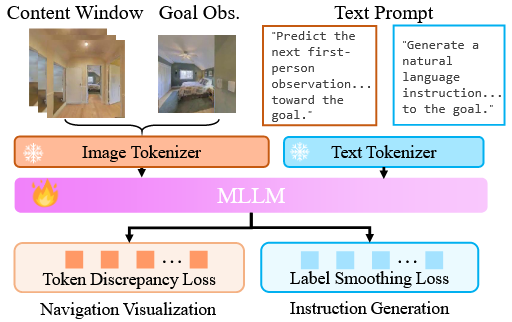 Content Window
Goal Obs.
Text Prompt
"Predict the
next first-
person
observation...
toward the
goal."
"Generate a
natural
language
instruction...
to the goal."
Image Tokenizer
Text Tokenizer
MLLM
...
Token Discrepancy Loss
...
Label Smoothing Loss
Navigation Visualization
Instruction Generation